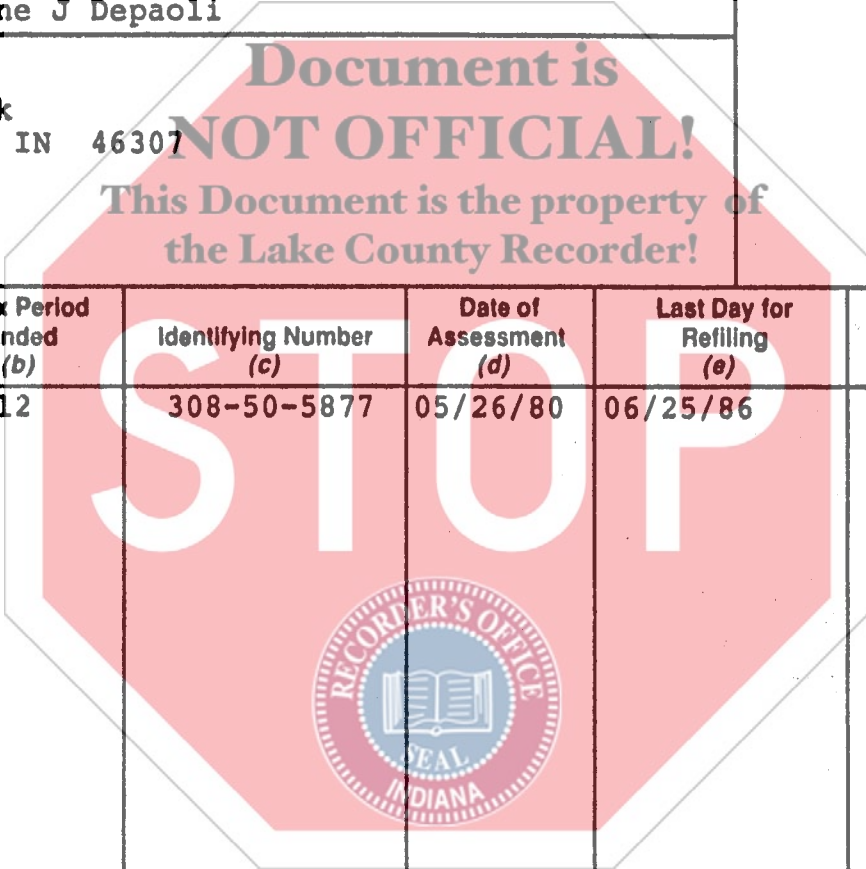 ne J Depaoli
Document is
k
IN 46307
NOT OFFICIAL!
This Document is the property of
the Lake County Recorder!
x Period
nded
(b)
Identifying Number
(c)
Date of
Assessment
(d)
Last Day for
Refiling
(e)
12 308-50-5877 05/26/80 06/25/86
STOP
RECORDER'S OFFICE
SEAL
INDIANA